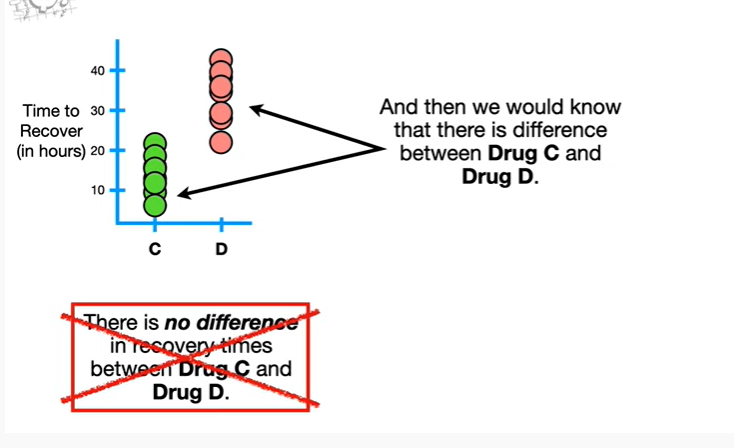 40
Time to
Recover
(in hours)
30
20
10
C
D
And then we would know
that there is difference
between Drug C and
Drug D.
There is no difference
in recovery times
between Drug C and
Drug D.